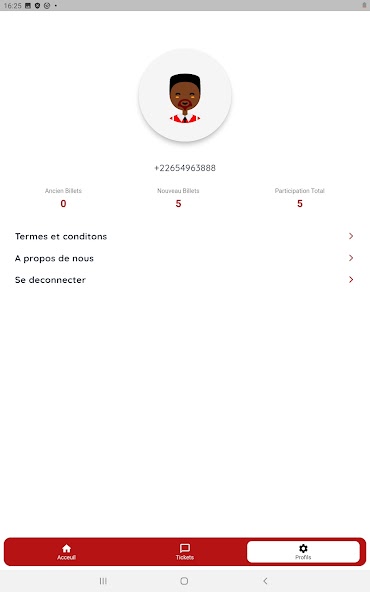 16:25
+22654963888
Ancien Billets
Nouveau Billets
Participation Total
0
5
5
Termes et conditons
A propos de nous
Se deconnecter
Acceuil
Tickets
Profils